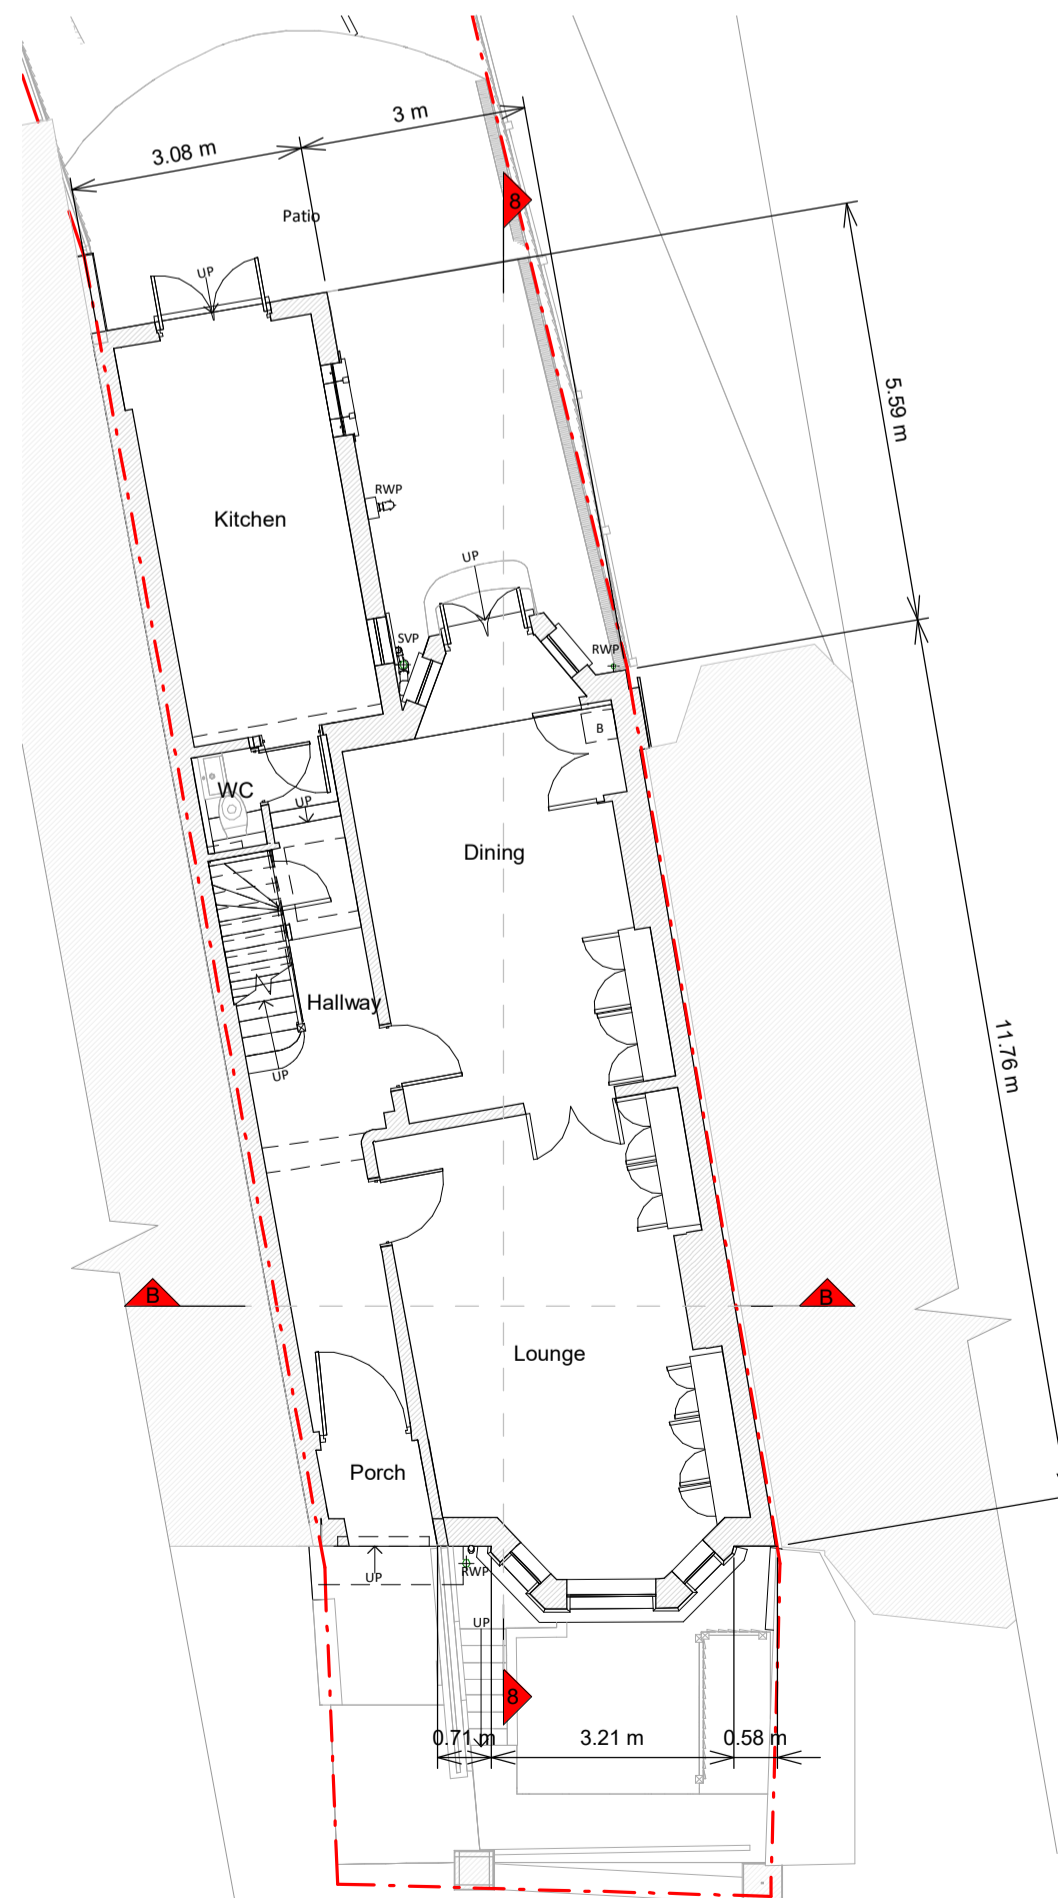 3 m
3.08 m
8
Patio
UP
5.59 m
RWP
Kitchen
UP
SVP
RWP
B
WC
UP
Dining
Hallway
11.76 m
UP
B
B
Lounge
Porch
RWP
UP
UP
8
0.71 m
3.21 m
0.58 m